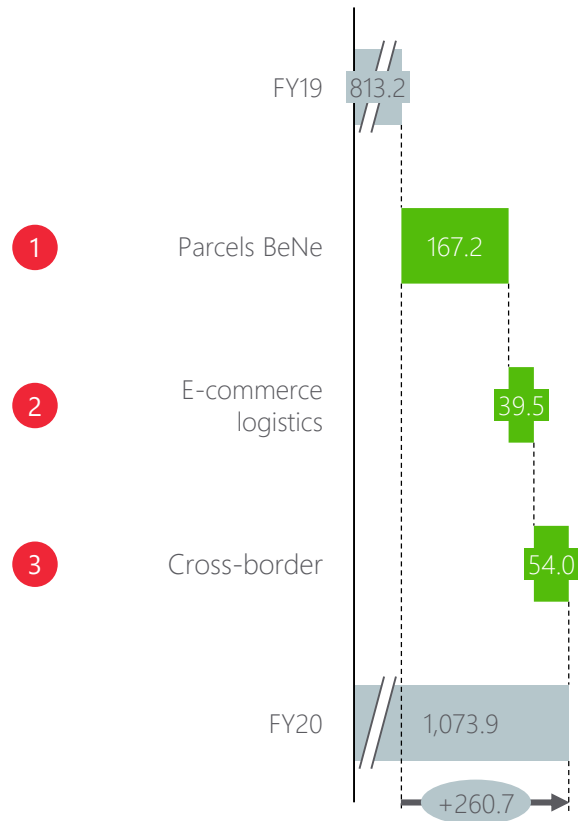 FY19 813.2
1 Parcels BeNe 167.2
2 E-commerce
logistics 39.5
3 Cross-border 54.0
FY20 1,073.9
+260.7